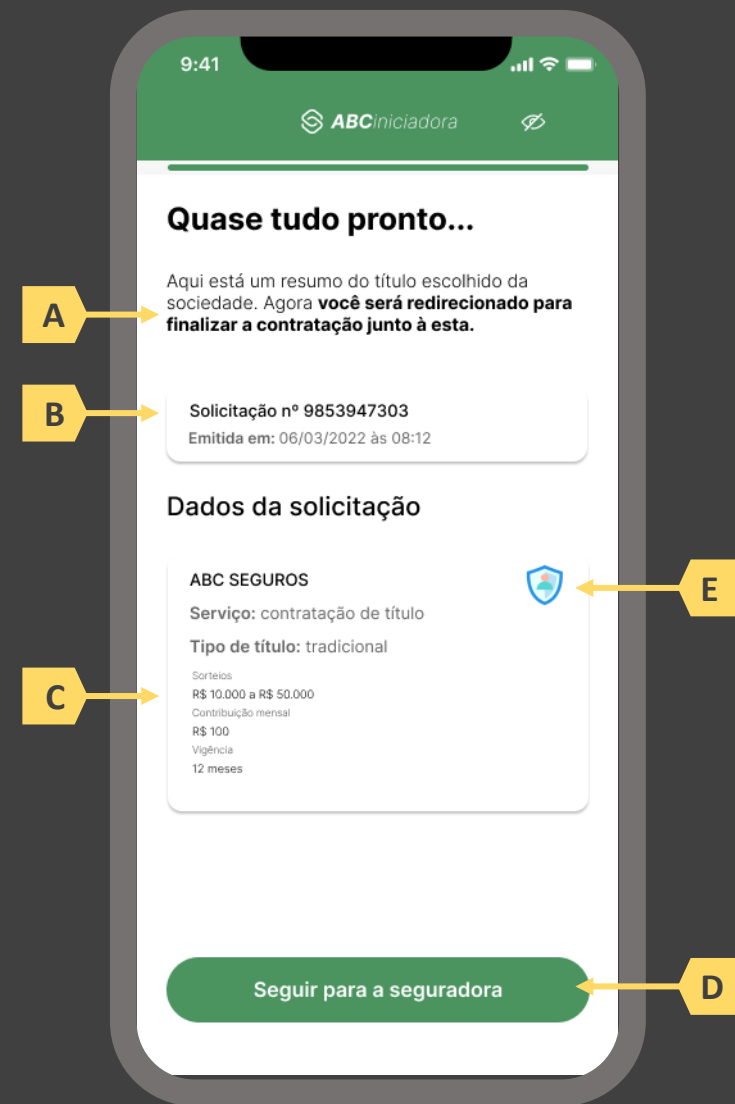 9:41
ABCiniciadora
Quase tudo pronto...
Aqui está um resumo do título escolhido da
sociedade. Agora você será redirecionado para
finalizar a contratação junto à esta.
A
B
Solicitação nº 9853947303
Emitida em: 06/03/2022 às 08:12
Dados da solicitação
ABC SEGUROS
E
Serviço: contratação de título
Tipo de título: tradicional
Sorteios
C
R$ 10.000 a R$ 50.000
Contribuição mensal
R$ 100
Vigência
12 meses
Seguir para a seguradora
D